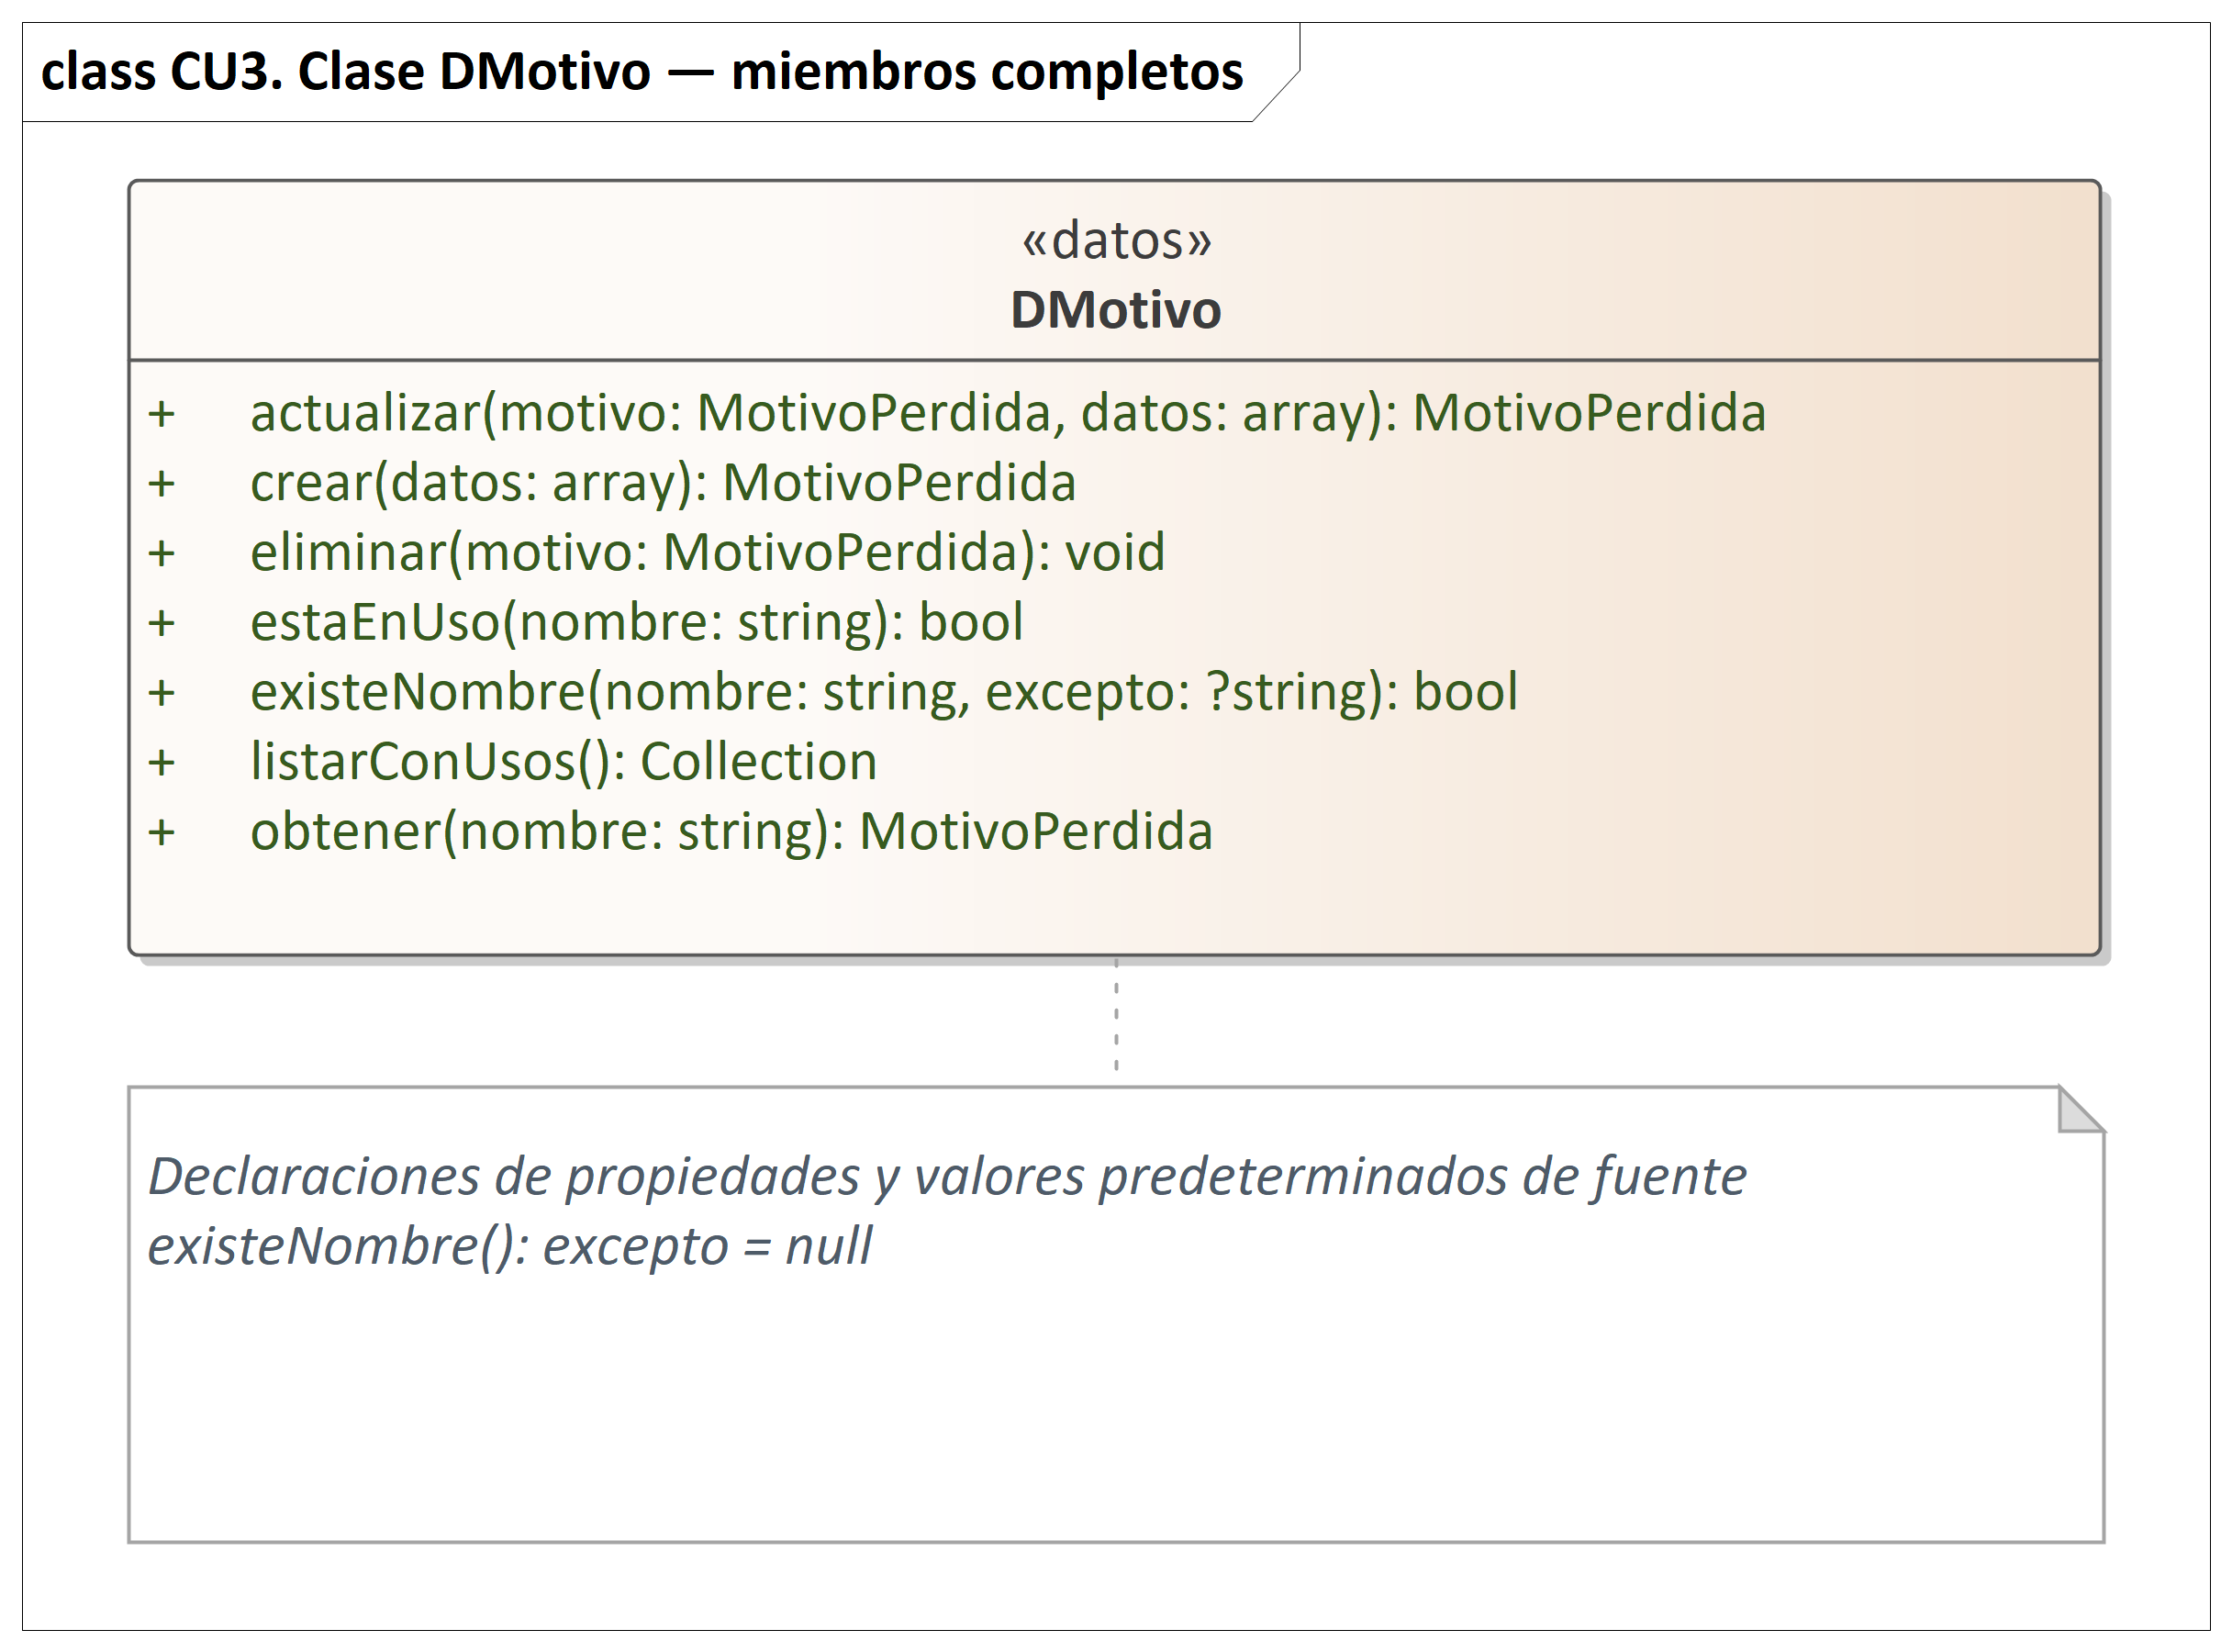 class CU3. Clase DMotivo — miembros completos
«datos»
DMotivo
+ actualizar(motivo: MotivoPerdida, datos: array): MotivoPerdida
+ crear(datos: array): MotivoPerdida
+ eliminar(motivo: MotivoPerdida): void
+ estaEnUso(nombre: string): bool
+ existeNombre(nombre: string, excepto: ?string): bool
+ listarConUsos(): Collection
+ obtener(nombre: string): MotivoPerdida
Declaraciones de propiedades y valores predeterminados de fuente
existeNombre(): excepto = null